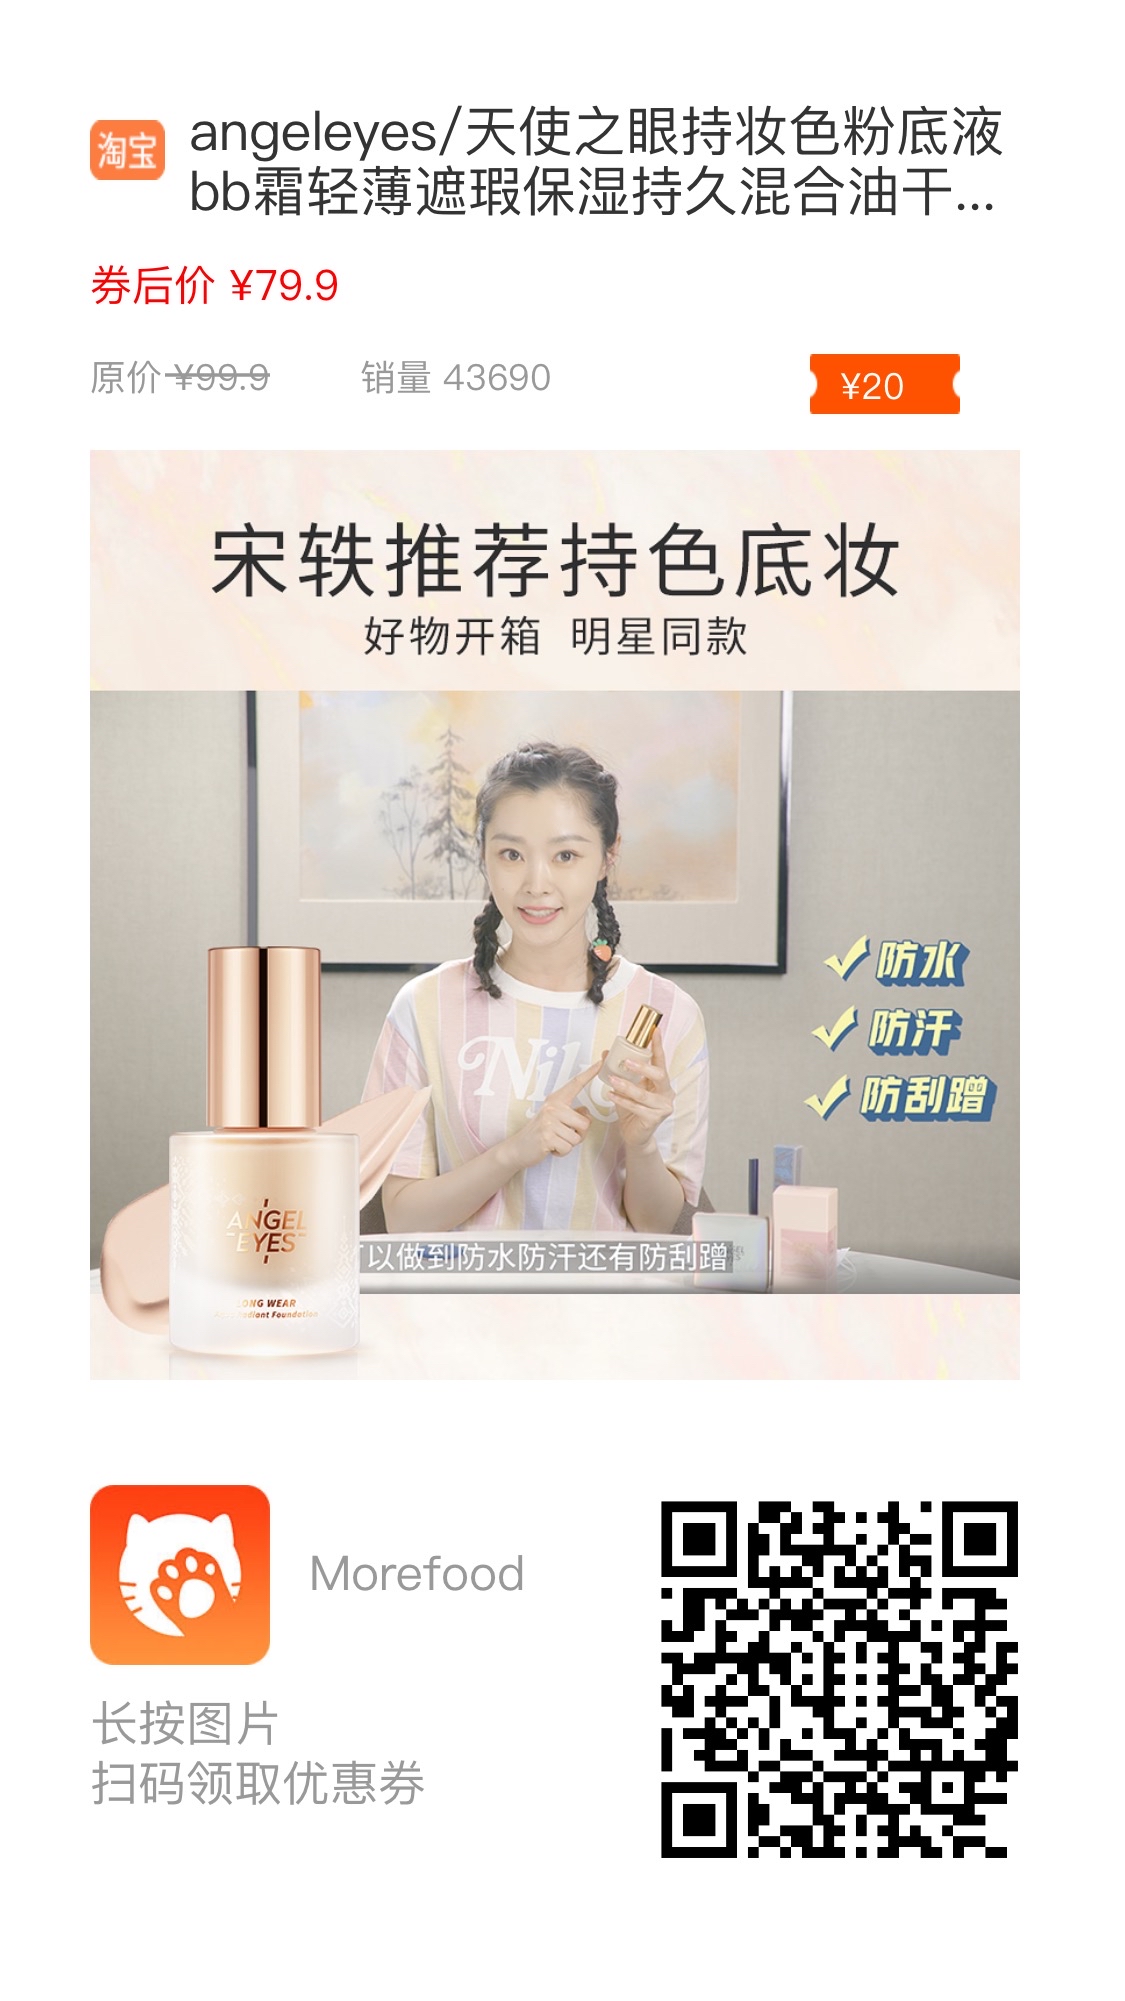 淘宝
angeleyes/天使之眼持妆色粉底液
bb霜轻薄遮瑕保湿持久混合油干...
券后价 ¥79.9
原价 ¥99.9 销量 43690
¥20
宋轶推荐持色底妆
好物开箱 明星同款
防水
防汗
防刮蹭
Nike
ANGEL
EYES
LONG WEAR
Radiant Foundation
可以做到防水防汗还有防刮蹭
Morefood
长按图片
扫码领取优惠券